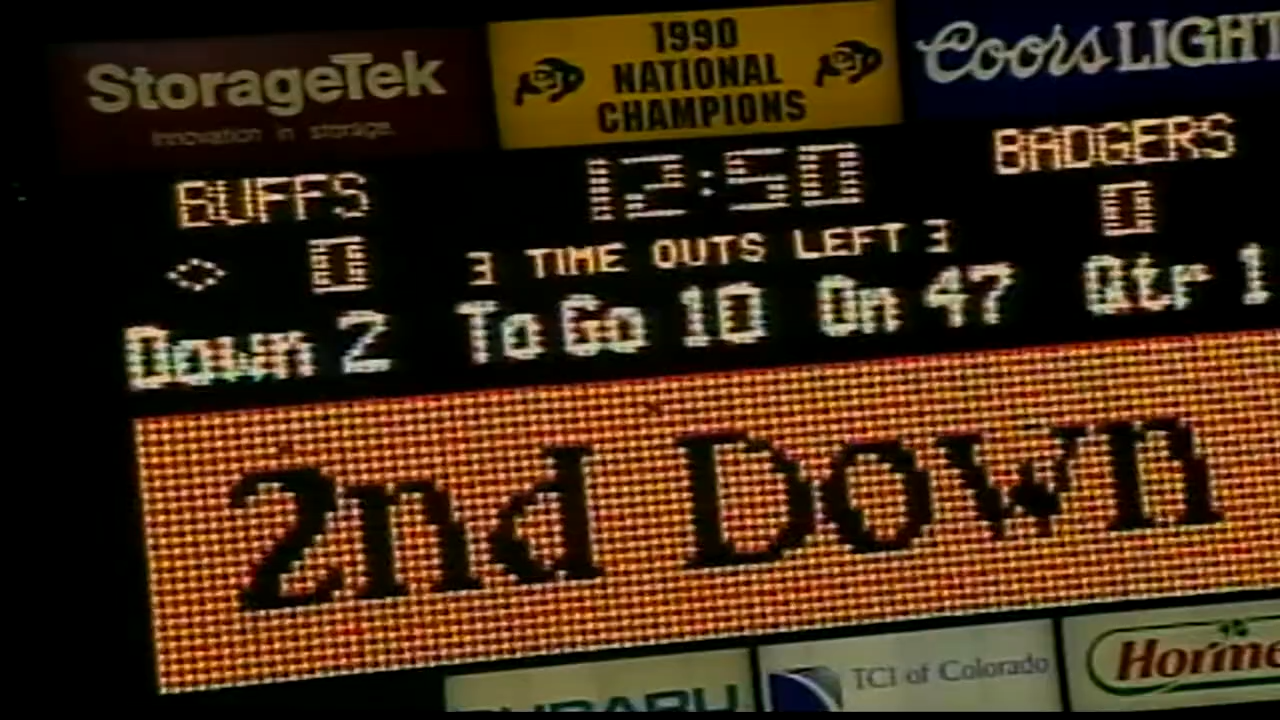 StorageTek
Innovation in storage.
1990
NATIONAL
CHAMPIONS
Coors LIGHT
BUFFS
12:50
BADGERS
0
3 TIME OUTS LEFT 3
0
Down 2 To Go 10 On 47 Qtr 1
2nd Down
SUBARU
TCI of Colorado
Horme